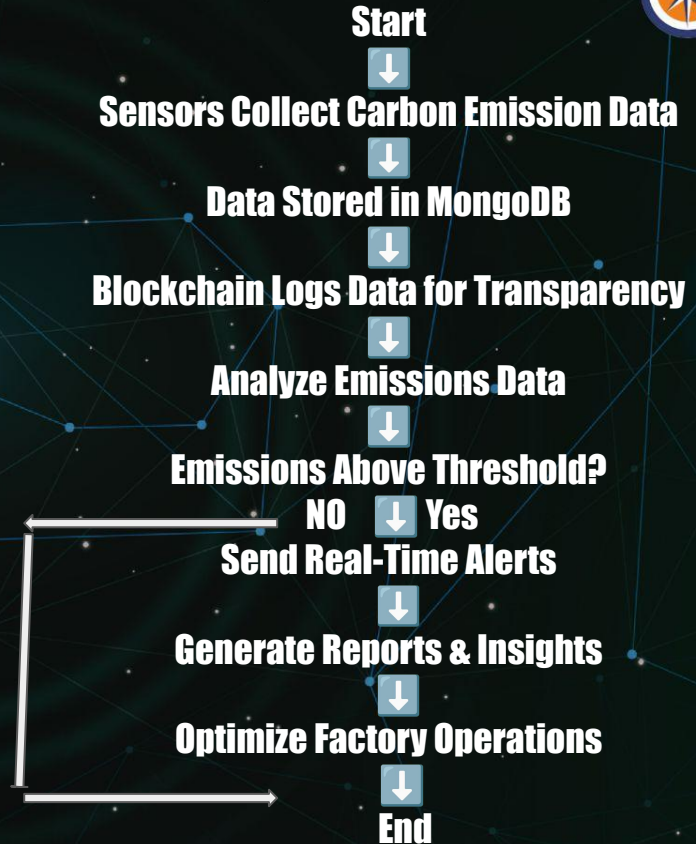 Start
Sensors Collect Carbon Emission Data
Data Stored in MongoDB
Blockchain Logs Data for Transparency
Analyze Emissions Data
Emissions Above Threshold?
NO Yes
Send Real-Time Alerts
Generate Reports & Insights
Optimize Factory Operations
End